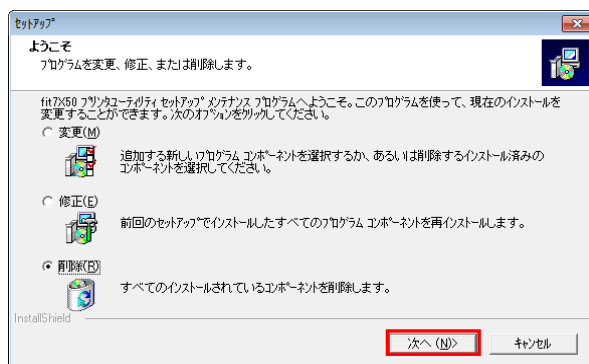 セットアップ
ようこそ
プログラムを変更、修正、または削除します。
fit7X50 プリンタユーティリティ セットアップ メンテナンス プログラムへようこそ。このプログラムを使って、現在のインストールを
変更することができます。次のオプションをクリックしてください。
変更(M)
追加する新しいプログラム コンポーネントを選択するか、あるいは削除するインストール済みの
コンポーネントを選択してください。
修正(E)
前回のセットアップでインストールしたすべてのプログラム コンポーネントを再インストールします。
削除(R)
すべてのインストールされているコンポーネントを削除します。
InstallShield
次へ (N)>
キャンセル